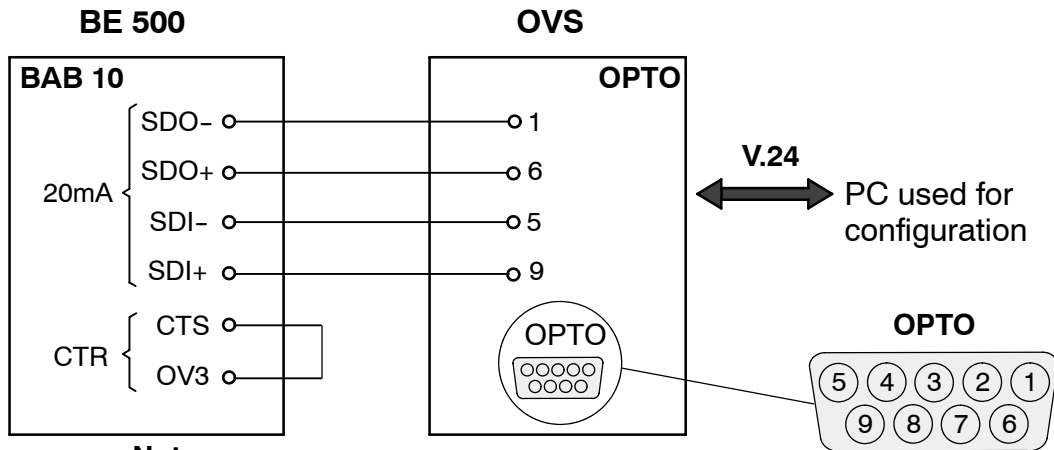 BE 500
OVS
BAB 10
OPTO
SDO-
1
SDO+
6
20mA
SDI-
5
SDI+
9
CTR
CTS
OV3
V.24
PC used for
configuration
OPTO
OPTO
5 4 3 2 1
9 8 7 6